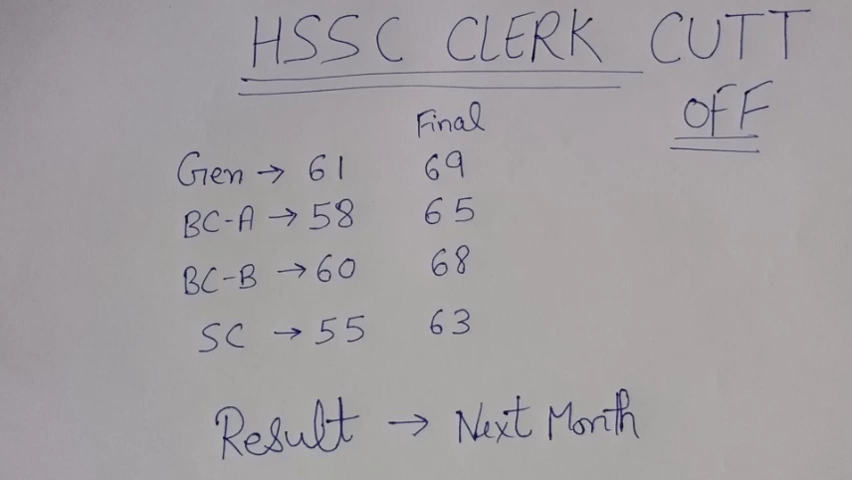 HSSC CLERK CUTT
OFF
Final
Gen → 61 69
BC-A → 58 65
BC-B → 60 68
SC → 55 63
Result → Next Month